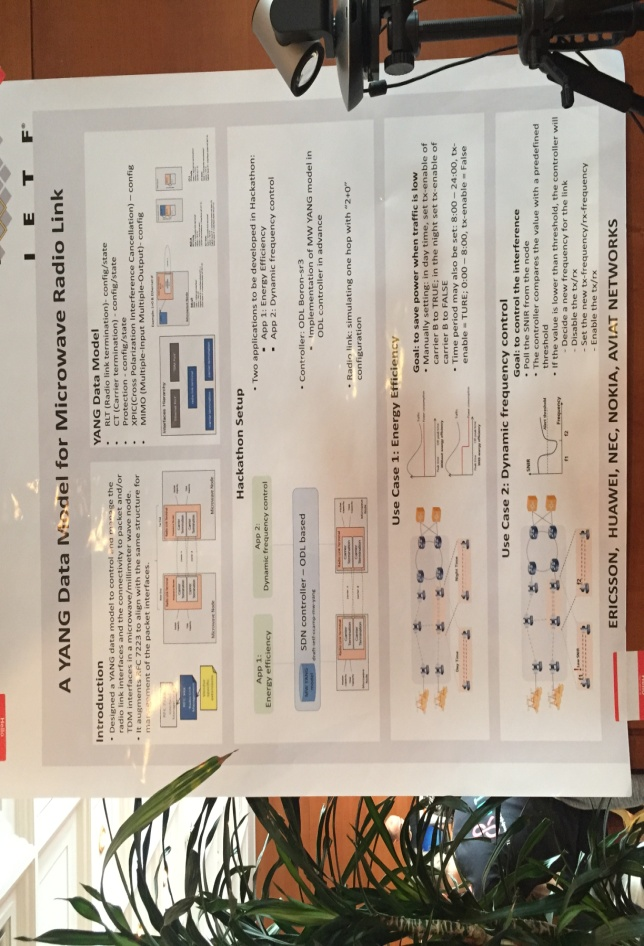 I E T F®
A YANG Data Model for Microwave Radio Link
Introduction
• Designed a YANG data model to control and manage the
radio link interfaces and the connectivity to packet and/or
TDM interfaces in a microwave/millimeter wave node.
• It augments RFC 7223 to align with the same structure for
management of the packet interfaces.
Microwave Node
Microwave Node
YANG Data Model
• RLT (Radio link termination)- config/state
• CT (Carrier termination) - config/state
• Protection - config/state
• XPIC(Cross Polarization Interference Cancellation) – config
• MIMO (Multiple-Input Multiple-Output)- config
Interfaces Hierarchy
Hackathon Setup
App 1:
Energy efficiency
App 2:
Dynamic frequency control
SDN controller – ODL based
• Two applications to be developed in Hackathon:
• App 1: Energy Efficiency
• App 2: Dynamic frequency control
• Controller: ODL Boron-sr3
• Implementation of MW YANG model in
ODL controller in advance
• Radio link: simulating one hop with “2+0”
configuration
Use Case 1: Energy Efficiency
Day Time
Night Time
Goal: to save power when traffic is low
• Manually setting: in day time, set tx-enable of
carrier B to TRUE; in the night set tx-enable of
carrier B to FALSE
• Time period may also be set: 8:00 – 24:00, tx-
enable = TURE; 0:00 – 8:00, tx-enable = False
Use Case 2: Dynamic frequency control
f1
f2
SNIR
f1
f2
Frequency
Goal: to control the interference
• Poll the SNIR from the node
• The controller compares the value with a predefined
threshold
• If the value is lower than threshold, the controller will
- Decide a new frequency for the link
- Disable the tx/rx
- Set the new tx-frequency/rx-frequency
- Enable the tx/rx
ERICSSON, HUAWEI, NEC, NOKIA, AVIAT NETWORKS